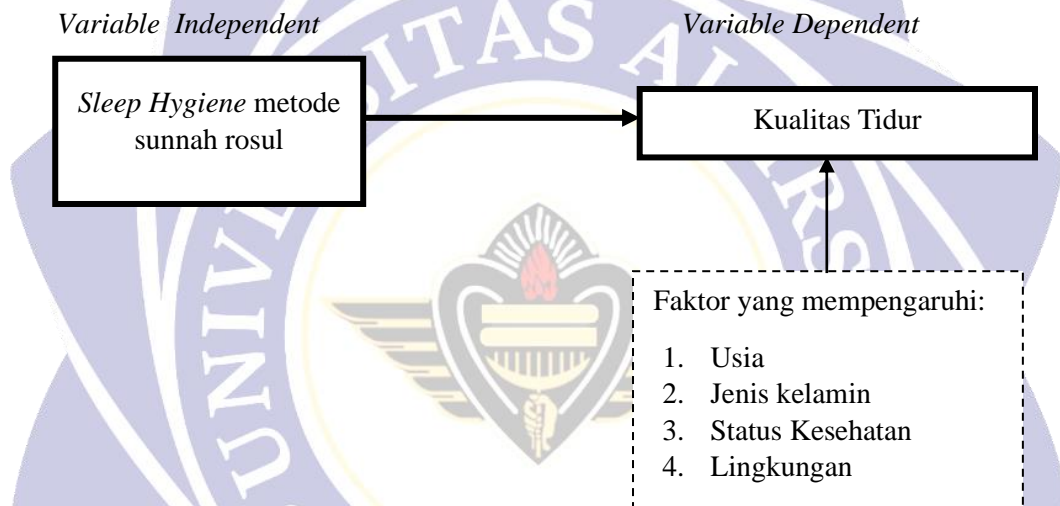 Variable Independent
Variable Dependent
Sleep Hygiene metode
sunnah rosul
Kualitas Tidur
Faktor yang mempengaruhi:
1. Usia
2. Jenis kelamin
3. Status Kesehatan
4. Lingkungan